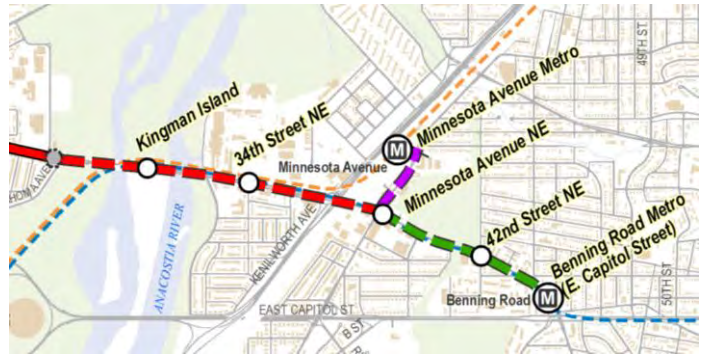 Kingman Island
34th Street NE
Minnesota Avenue Metro
49TH ST
M
Minnesota Avenue
Minnesota Avenue NE
ANACOSTIA RIVER
KENILWORTH AVE
42nd Street NE
Benning Road Metro
(E. Capitol Street)
Benning Road
M
50TH ST
EAST CAPITOL ST
B ST